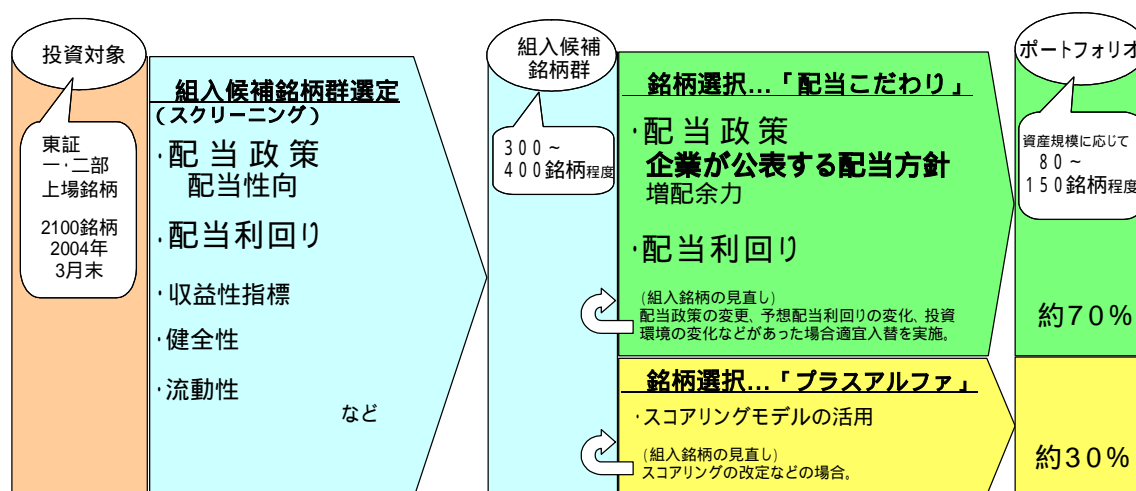 投資対象
東証
一・二部
上場銘柄
2100銘柄
2004年
3月末
組入候補銘柄群選定
（スクリーニング）
・配当政策
配当性向
・配当利回り
・収益性指標
・健全性
・流動性
など
組入候補
銘柄群
300～
400銘柄程度
銘柄選択…「配当こだわり」
・配当政策
企業が公表する配当方針
増配余力
・配当利回り
(組入銘柄の見直し)
配当政策の変更、予想配当利回りの変化、投資
環境の変化などがあった場合適宜入替を実施。
銘柄選択…「プラスアルファ」
・スコアリングモデルの活用
(組入銘柄の見直し)
スコアリングの改定などの場合。
ポートフォリオ
資産規模に応じて
80～
150銘柄程度
約70%
約30%